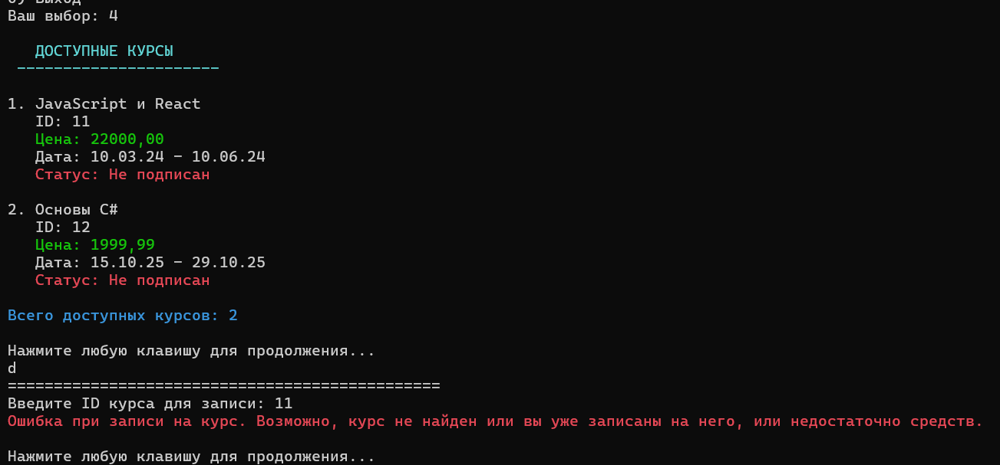 0) Выход
Ваш выбор: 4
ДОСТУПНЫЕ КУРСЫ
----------------------
1. JavaScript и React
ID: 11
Цена: 22000,00
Дата: 10.03.24 - 10.06.24
Статус: Не подписан
2. Основы C#
ID: 12
Цена: 1999,99
Дата: 15.10.25 - 29.10.25
Статус: Не подписан
Всего доступных курсов: 2
Нажмите любую клавишу для продолжения...
d
===============================================
Введите ID курса для записи: 11
Ошибка при записи на курс. Возможно, курс не найден или вы уже записаны на него, или недостаточно средств.
Нажмите любую клавишу для продолжения...